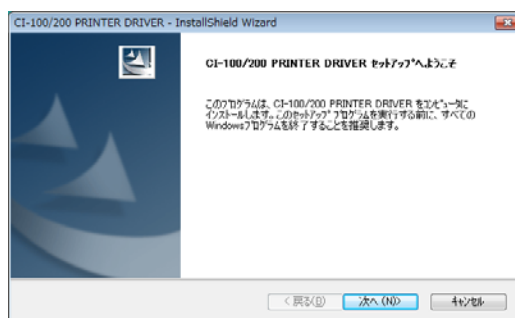 CI-100/200 PRINTER DRIVER - InstallShield Wizard
CI-100/200 PRINTER DRIVER ｾｯﾄｱｯﾌﾟへようこそ
このﾌﾟﾛｸﾞﾗﾑは、CI-100/200 PRINTER DRIVER をｺﾝﾋﾟｭｰﾀに
ｲﾝｽﾄｰﾙします。このｾｯﾄｱｯﾌﾟ ﾌﾟﾛｸﾞﾗﾑを実行する前に、すべての
Windowsﾌﾟﾛｸﾞﾗﾑを終了することを推奨します。
< 戻る(B)
次へ (N)>
ｷｬﾝｾﾙ